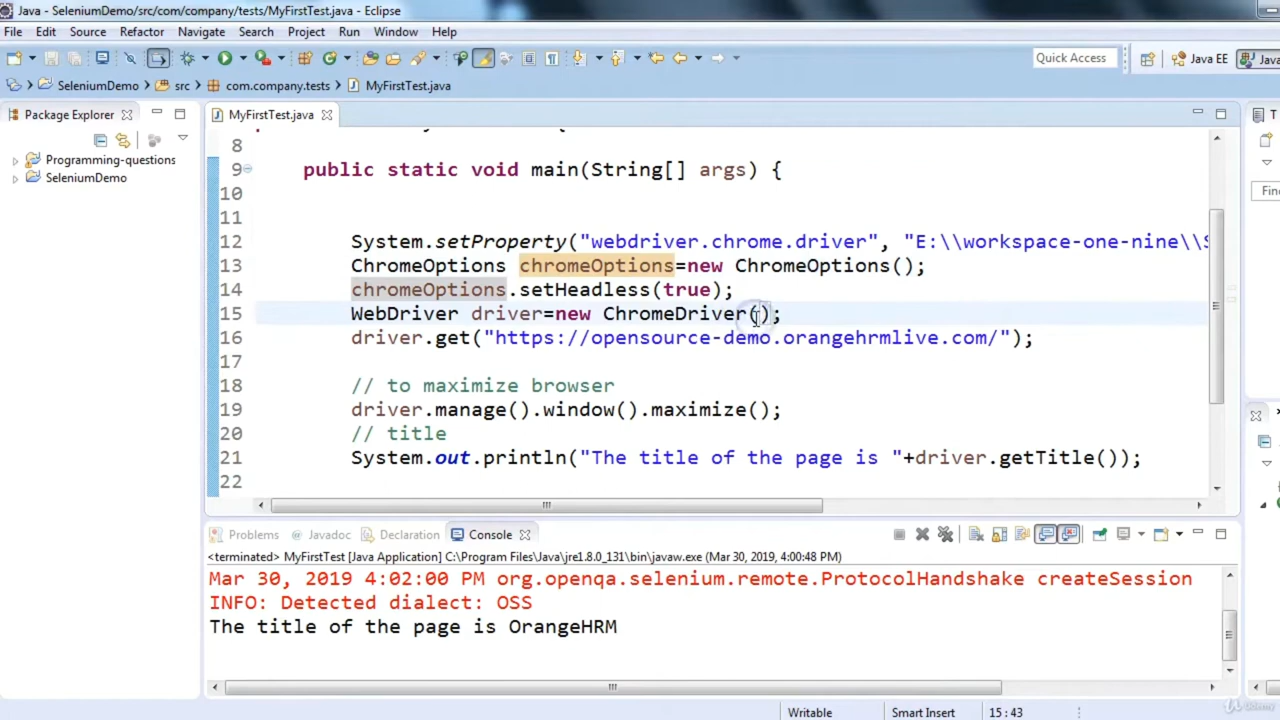 Java - SeleniumDemo/src/com/company/tests/MyFirstTest.java - Eclipse
File Edit Source Refactor Navigate Search Project Run Window Help
Quick Access Java EE Java
SeleniumDemo src com.company.tests MyFirstTest.java
Package Explorer MyFirstTest.java
Programming-questions
SeleniumDemo
8
9 public static void main(String[] args) {
10
11
12 System.setProperty("webdriver.chrome.driver", "E:\\workspace-one-nine\\S
13 ChromeOptions chromeOptions=new ChromeOptions();
14 chromeOptions.setHeadless(true);
15 WebDriver driver=new ChromeDriver();
16 driver.get("https://opensource-demo.orangehrmlive.com/");
17
18 // to maximize browser
19 driver.manage().window().maximize();
20 // title
21 System.out.println("The title of the page is "+driver.getTitle());
22
T
Find
Problems @ Javadoc Declaration Console
<terminated> MyFirstTest [Java Application] C:\Program Files\Java\jre1.8.0_131\bin\javaw.exe (Mar 30, 2019 4:00:48 PM)
Mar 30, 2019 4:02:00 PM org.openqa.selenium.remote.ProtocolHandshake createSession
INFO: Detected dialect: OSS
The title of the page is OrangeHRM
Writable Smart Insert 15:43
Udemy